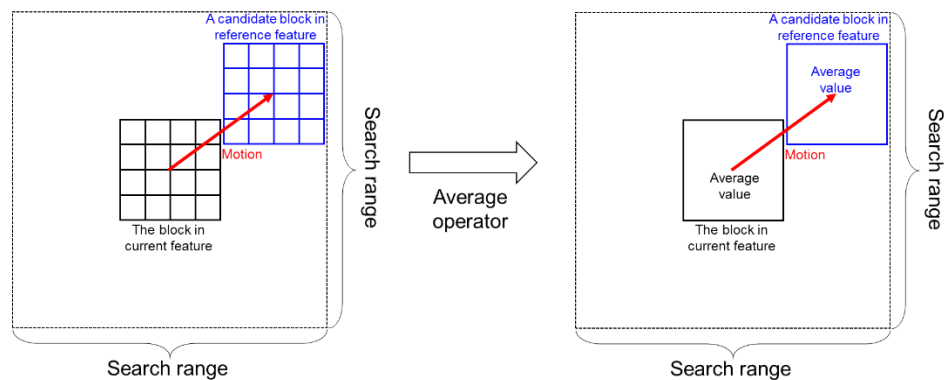 A candidate block in
reference feature
Motion
The block in
current feature
Search range
Search range
Average
operator
A candidate block in
reference feature
Average
value
Motion
Average
value
The block in
current feature
Search range
Search range